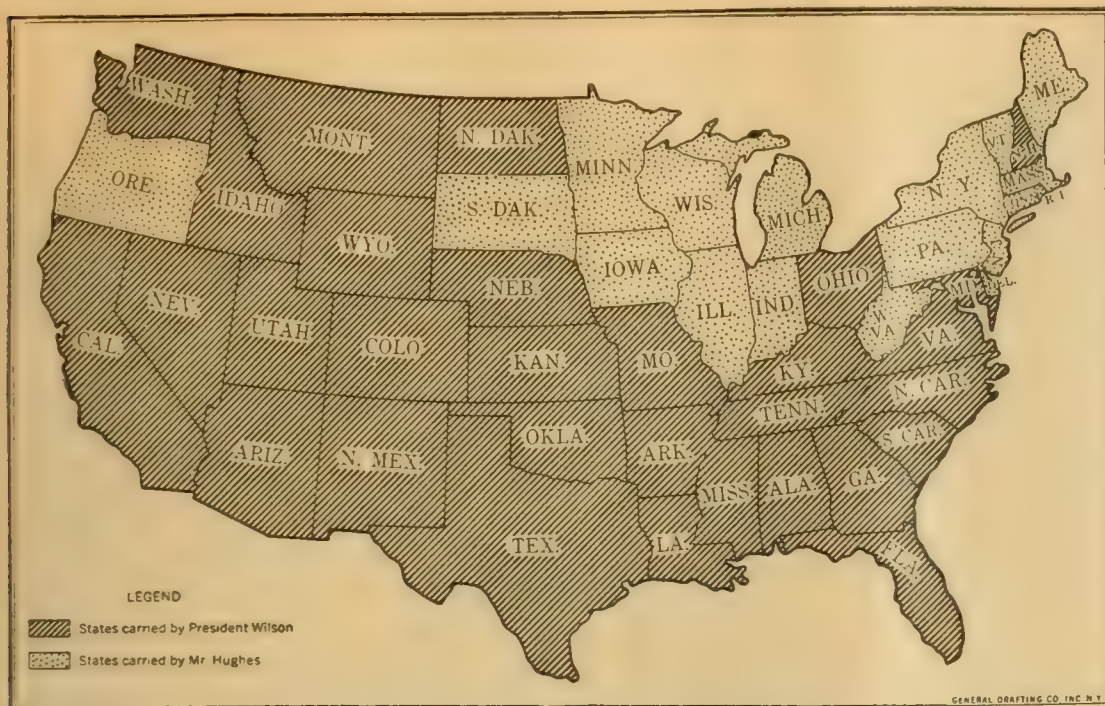 WASH.
MONT
N. DAK
MINN.
ME.
ORE
IDAHO
S. DAK
WIS.
MICH.
VT
N. Y.
MASS
R I
WYO.
IOWA
PA
NEB.
NEV.
UTAH
COLO
ILL.
IND.
OHIO
W VA
MD
DEL.
CAL.
KAN.
MO.
KY.
VA.
N. CAR.
TENN.
S. CAR.
ARIZ.
N. MEX.
OKLA.
ARK.
MISS.
ALA.
GA.
TEX.
LA.
FLA
LEGEND
States carried by President Wilson
States carried by Mr. Hughes
GENERAL DRAFTING CO. INC N Y.